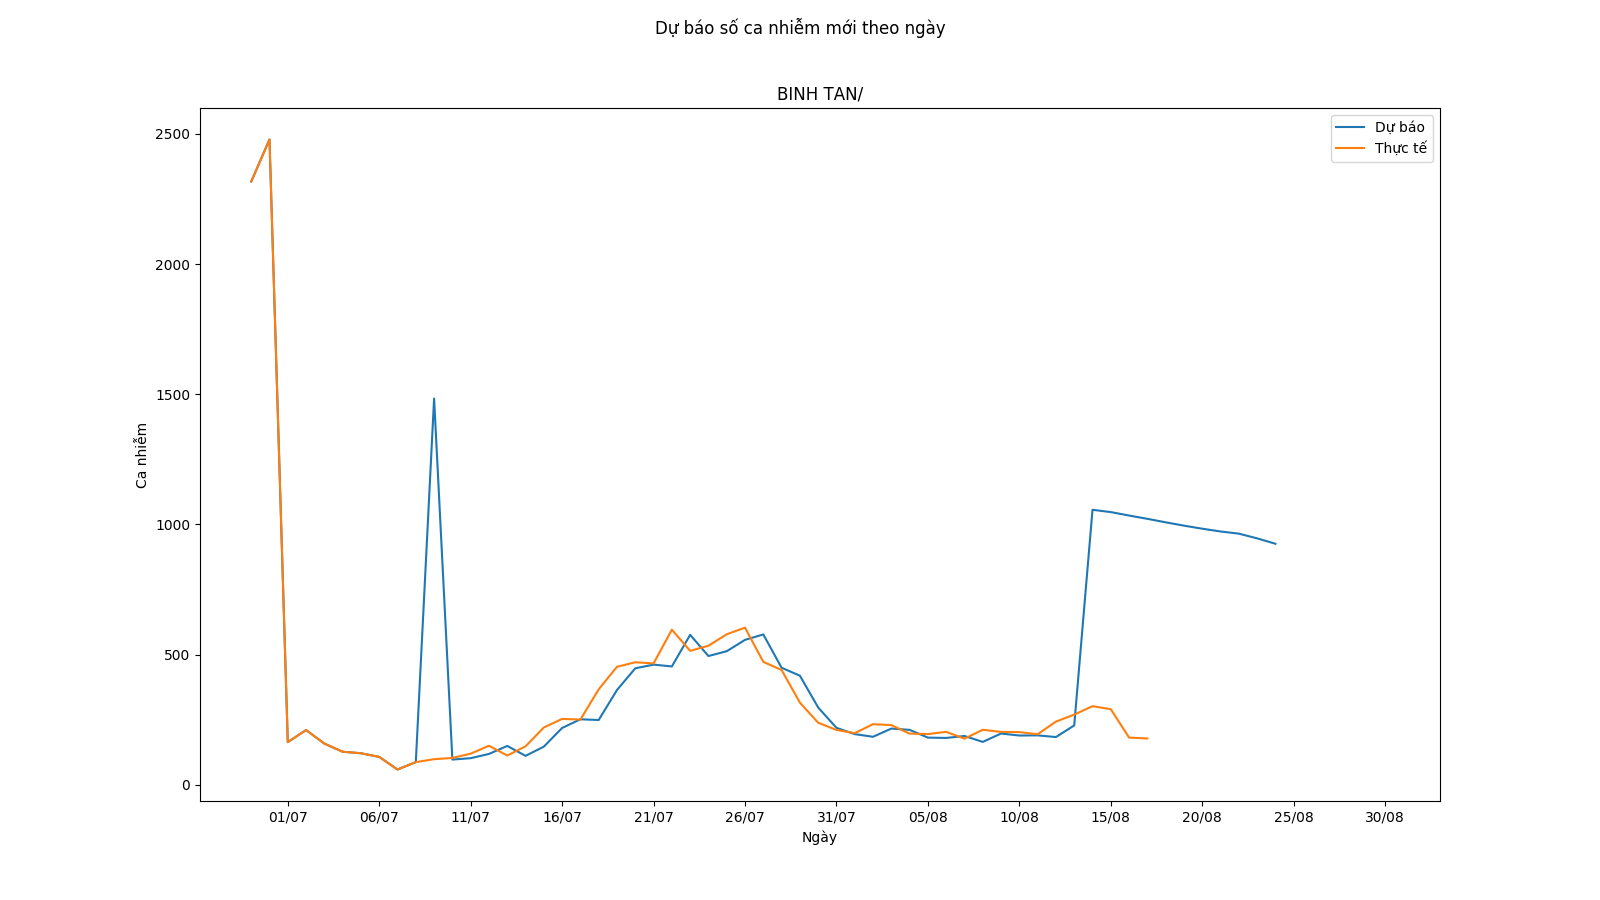 Dự báo số ca nhiễm mới theo ngày
BINH TAN/
Dự báo
Thực tế
2500
2000
1500
1000
500
0
Ca nhiễm
01/07 06/07 11/07 16/07 21/07 26/07 31/07 05/08 10/08 15/08 20/08 25/08 30/08
Ngày